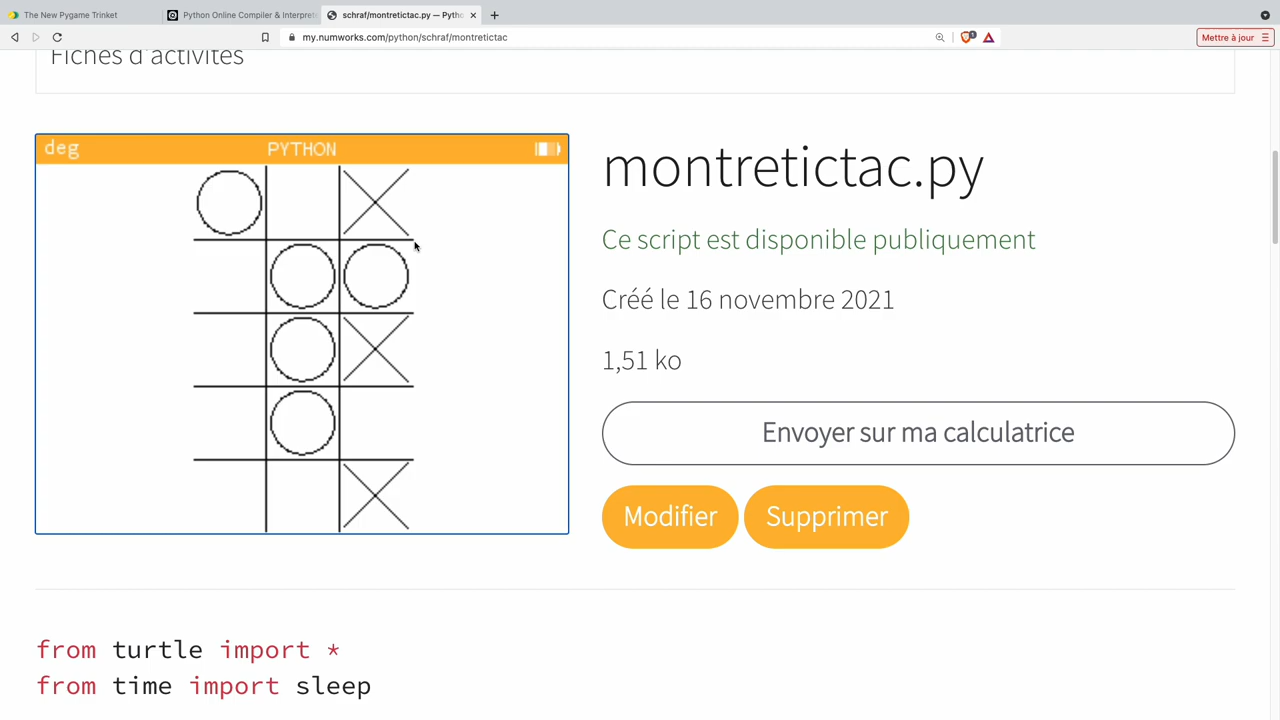 The New Pygame Trinket
Python Online Compiler & Interpret
schraf/montretictac.py — Pytho
my.numworks.com/python/schraf/montretictac
1
Mettre à jour
Fiches d'activités
deg
PYTHON
montretictac.py
Ce script est disponible publiquement
Créé le 16 novembre 2021
1,51 ko
Envoyer sur ma calculatrice
Modifier
Supprimer
from turtle import *
from time import sleep